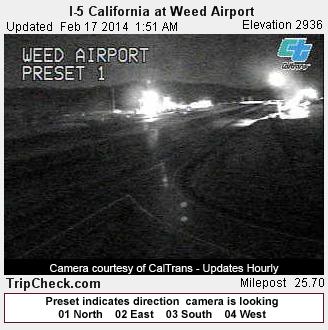 I-5 California at Weed Airport
Updated Feb 17 2014 1:51 AM Elevation 2936
WEED AIRPORT
PRESET 1
ct
Caltrans
Camera courtesy of CalTrans - Updates Hourly
TripCheck.com Milepost 25.70
Preset indicates direction camera is looking
01 North 02 East 03 South 04 West